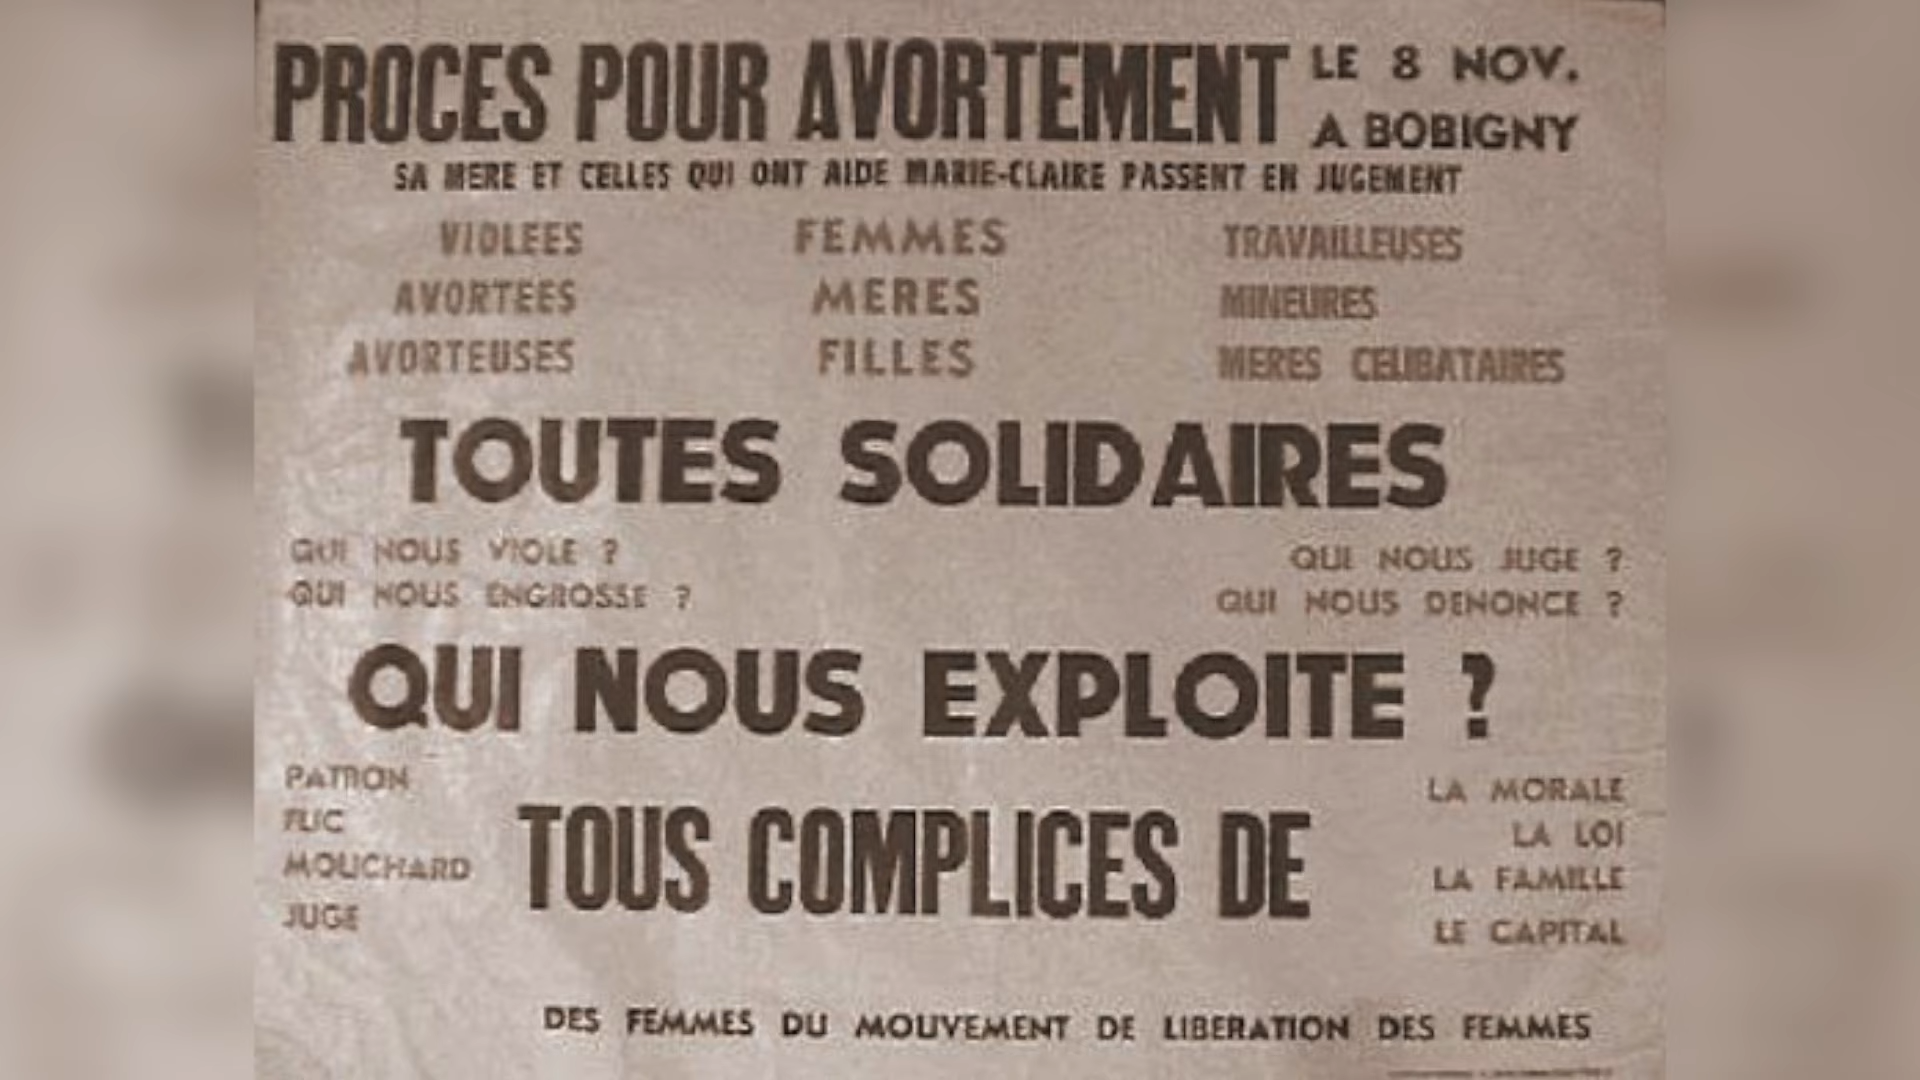 PROCES POUR AVORTEMENT LE 8 NOV.
A BOBIGNY
SA MERE ET CELLES QUI ONT AIDE MARIE-CLAIRE PASSENT EN JUGEMENT
VIOLEES FEMMES TRAVAILLEUSES
AVORTEES MERES MINEURES
AVORTEUSES FILLES MERES CELIBATAIRES
TOUTES SOLIDAIRES
QUI NOUS VIOLE ? QUI NOUS JUGE ?
QUI NOUS ENGROSSE ? QUI NOUS DENONCE ?
QUI NOUS EXPLOITE ?
PATRON
FLIC
MOUCHARD
JUGE
TOUS COMPLICES DE
LA MORALE
LA LOI
LA FAMILLE
LE CAPITAL
DES FEMMES DU MOUVEMENT DE LIBERATION DES FEMMES